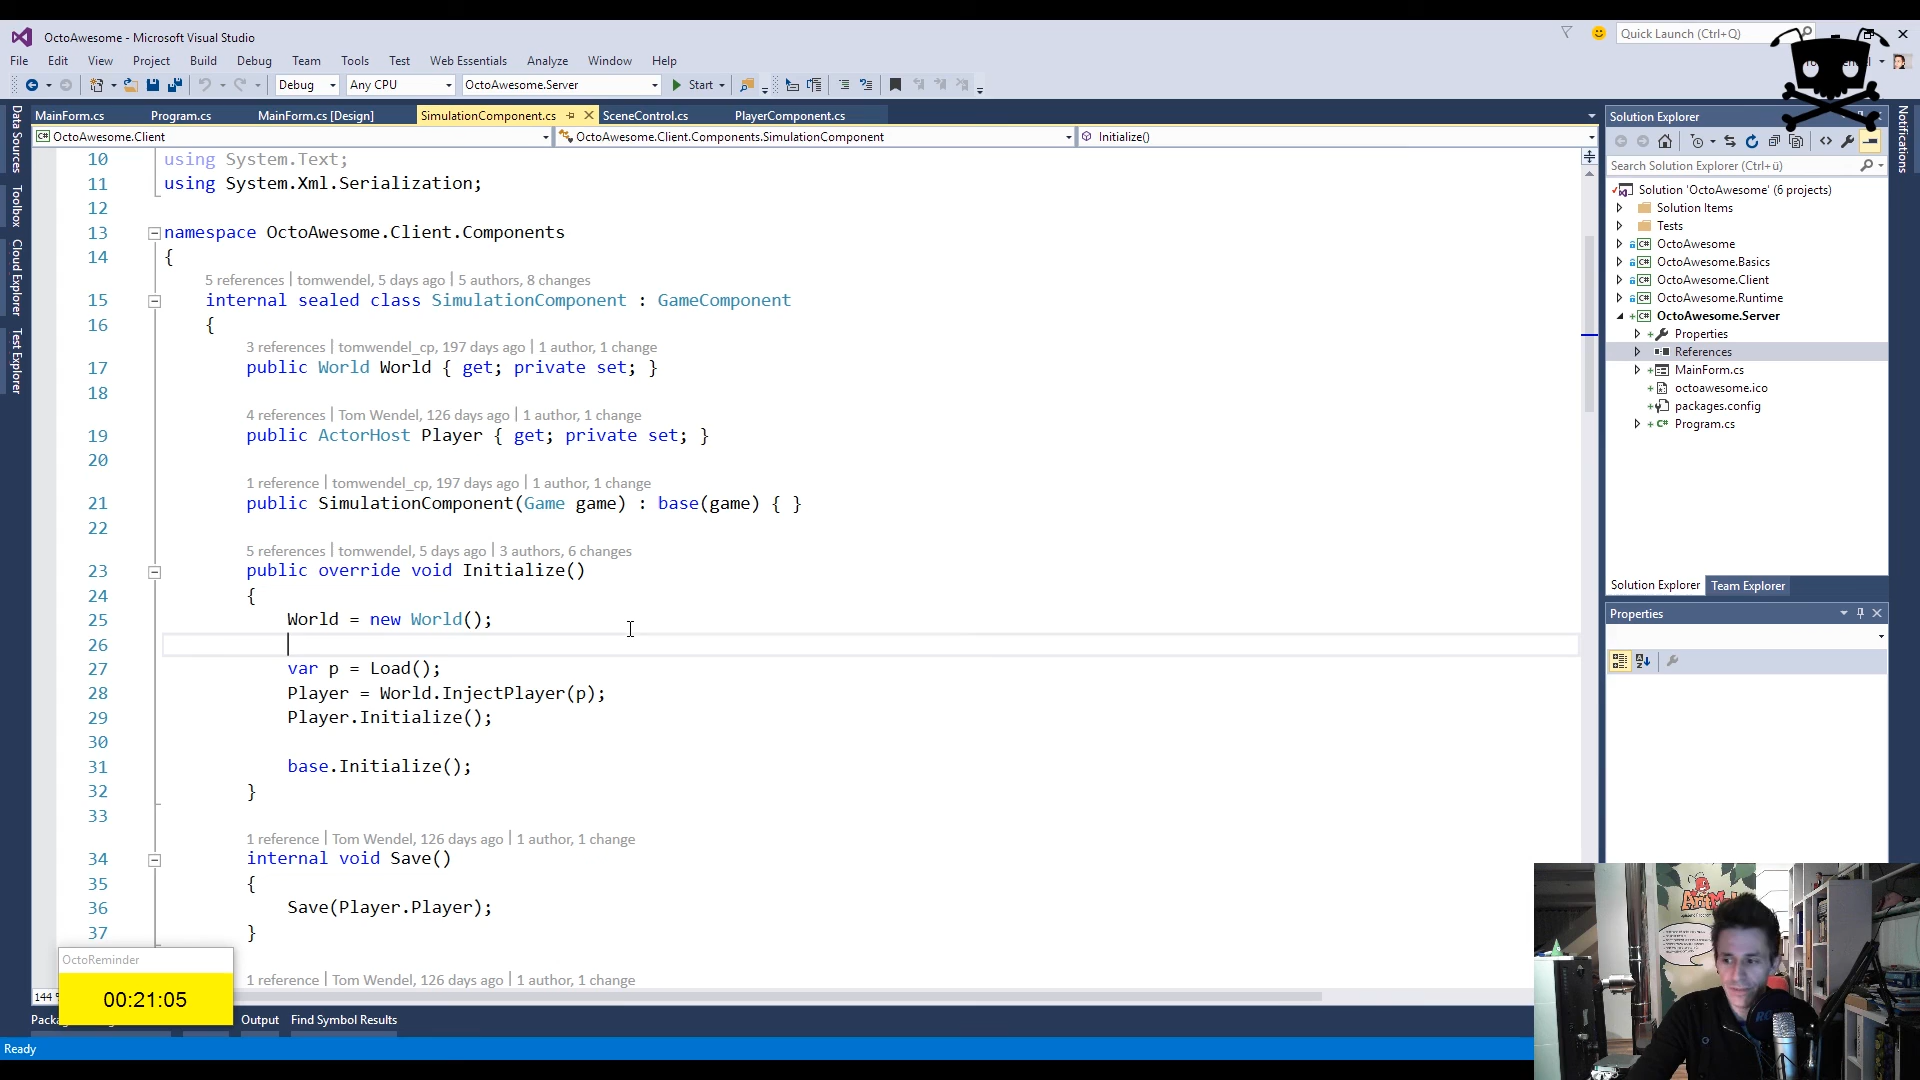 OctoAwesome - Microsoft Visual Studio
Quick Launch (Ctrl+Q)
File Edit View Project Build Debug Team Tools Test Web Essentials Analyze Window Help
Debug Any CPU OctoAwesome.Server Start
MainForm.cs Program.cs MainForm.cs [Design] SimulationComponent.cs SceneControl.cs PlayerComponent.cs
OctoAwesome.Client OctoAwesome.Client.Components.SimulationComponent Initialize()
Data Sources
Toolbox
Cloud Explorer
Test Explorer
10 using System.Text;
11 using System.Xml.Serialization;
12
13 namespace OctoAwesome.Client.Components
14 {
5 references | tomwendel, 5 days ago | 5 authors, 8 changes
15 internal sealed class SimulationComponent : GameComponent
16 {
3 references | tomwendel_cp, 197 days ago | 1 author, 1 change
17 public World World { get; private set; }
18
4 references | Tom Wendel, 126 days ago | 1 author, 1 change
19 public ActorHost Player { get; private set; }
20
1 reference | tomwendel_cp, 197 days ago | 1 author, 1 change
21 public SimulationComponent(Game game) : base(game) { }
22
5 references | tomwendel, 5 days ago | 3 authors, 6 changes
23 public override void Initialize()
24 {
25 World = new World();
26
27 var p = Load();
28 Player = World.InjectPlayer(p);
29 Player.Initialize();
30
31 base.Initialize();
32 }
33
1 reference | Tom Wendel, 126 days ago | 1 author, 1 change
34 internal void Save()
35 {
36 Save(Player.Player);
37 }
1 reference | Tom Wendel, 126 days ago | 1 author, 1 change
144 %
OctoReminder
00:21:05
Output Find Symbol Results
Ready
Solution Explorer
Search Solution Explorer (Ctrl+ü)
Solution 'OctoAwesome' (6 projects)
Solution Items
Tests
C# OctoAwesome
C# OctoAwesome.Basics
C# OctoAwesome.Client
C# OctoAwesome.Runtime
C# OctoAwesome.Server
Properties
References
MainForm.cs
octoawesome.ico
packages.config
C# Program.cs
Solution Explorer Team Explorer
Properties
Notifications